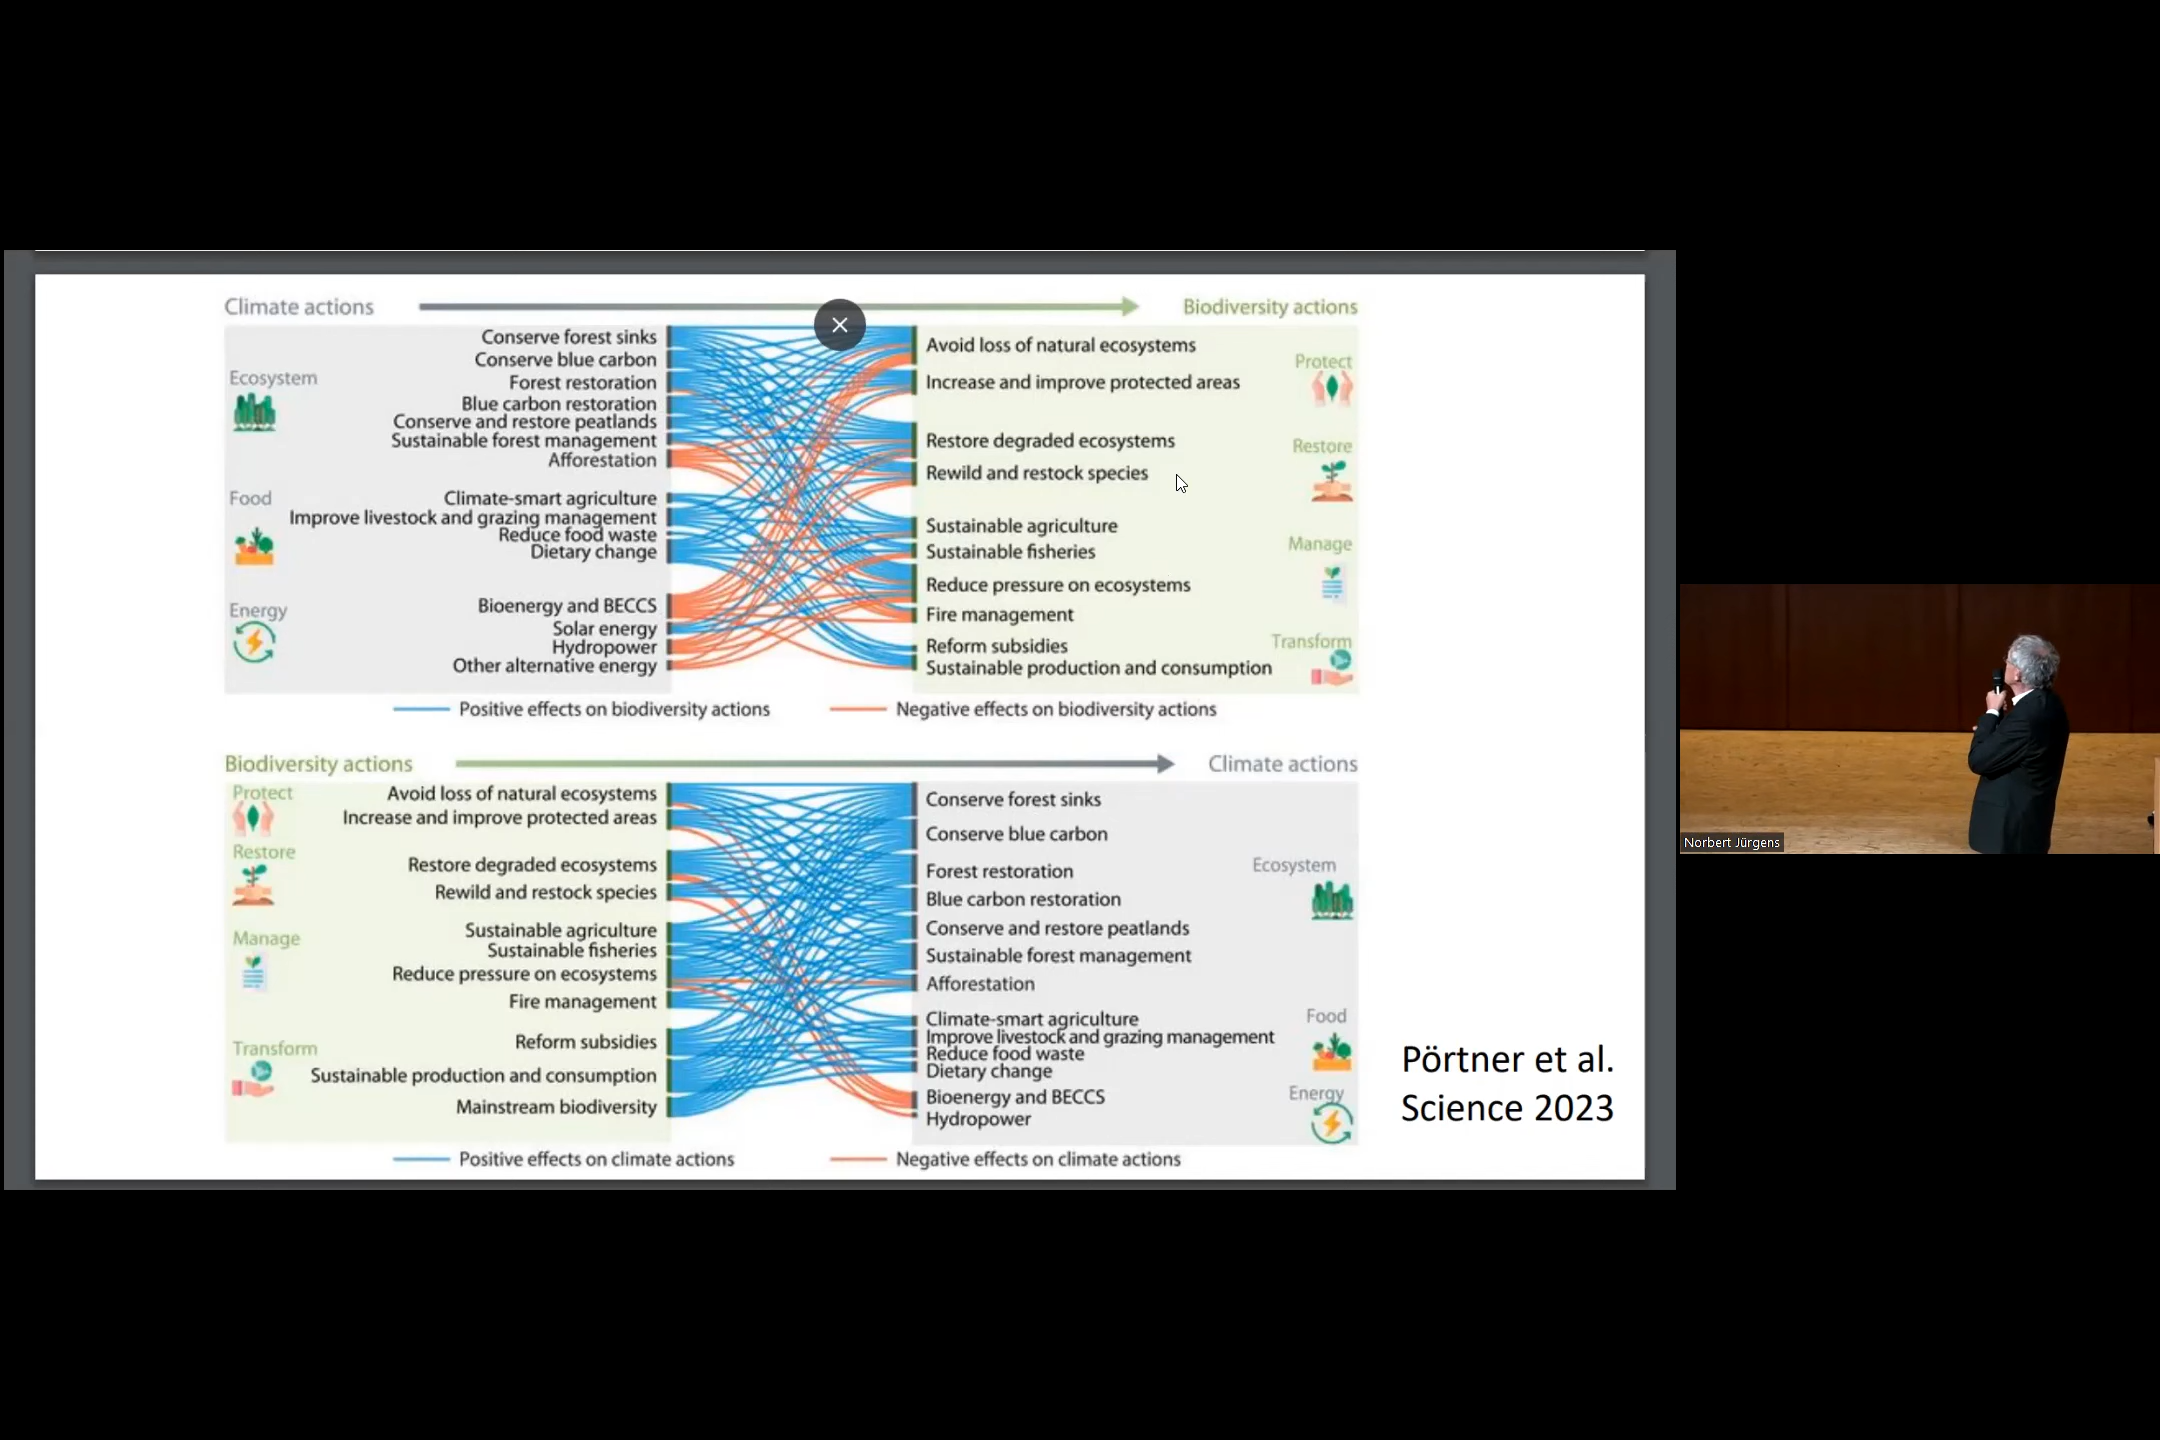 Climate actions
Biodiversity actions
Ecosystem
Conserve forest sinks
Conserve blue carbon
Forest restoration
Blue carbon restoration
Conserve and restore peatlands
Sustainable forest management
Afforestation
Food
Climate-smart agriculture
Improve livestock and grazing management
Reduce food waste
Dietary change
Energy
Bioenergy and BECCS
Solar energy
Hydropower
Other alternative energy
Avoid loss of natural ecosystems
Increase and improve protected areas
Protect
Restore degraded ecosystems
Rewild and restock species
Restore
Sustainable agriculture
Sustainable fisheries
Reduce pressure on ecosystems
Fire management
Manage
Reform subsidies
Sustainable production and consumption
Transform
Positive effects on biodiversity actions
Negative effects on biodiversity actions
Biodiversity actions
Climate actions
Protect
Avoid loss of natural ecosystems
Increase and improve protected areas
Restore
Restore degraded ecosystems
Rewild and restock species
Manage
Sustainable agriculture
Sustainable fisheries
Reduce pressure on ecosystems
Fire management
Transform
Reform subsidies
Sustainable production and consumption
Mainstream biodiversity
Conserve forest sinks
Conserve blue carbon
Forest restoration
Blue carbon restoration
Conserve and restore peatlands
Sustainable forest management
Afforestation
Ecosystem
Climate-smart agriculture
Improve livestock and grazing management
Reduce food waste
Dietary change
Food
Bioenergy and BECCS
Hydropower
Energy
Positive effects on climate actions
Negative effects on climate actions
Pörtner et al.
Science 2023
Norbert Jürgens